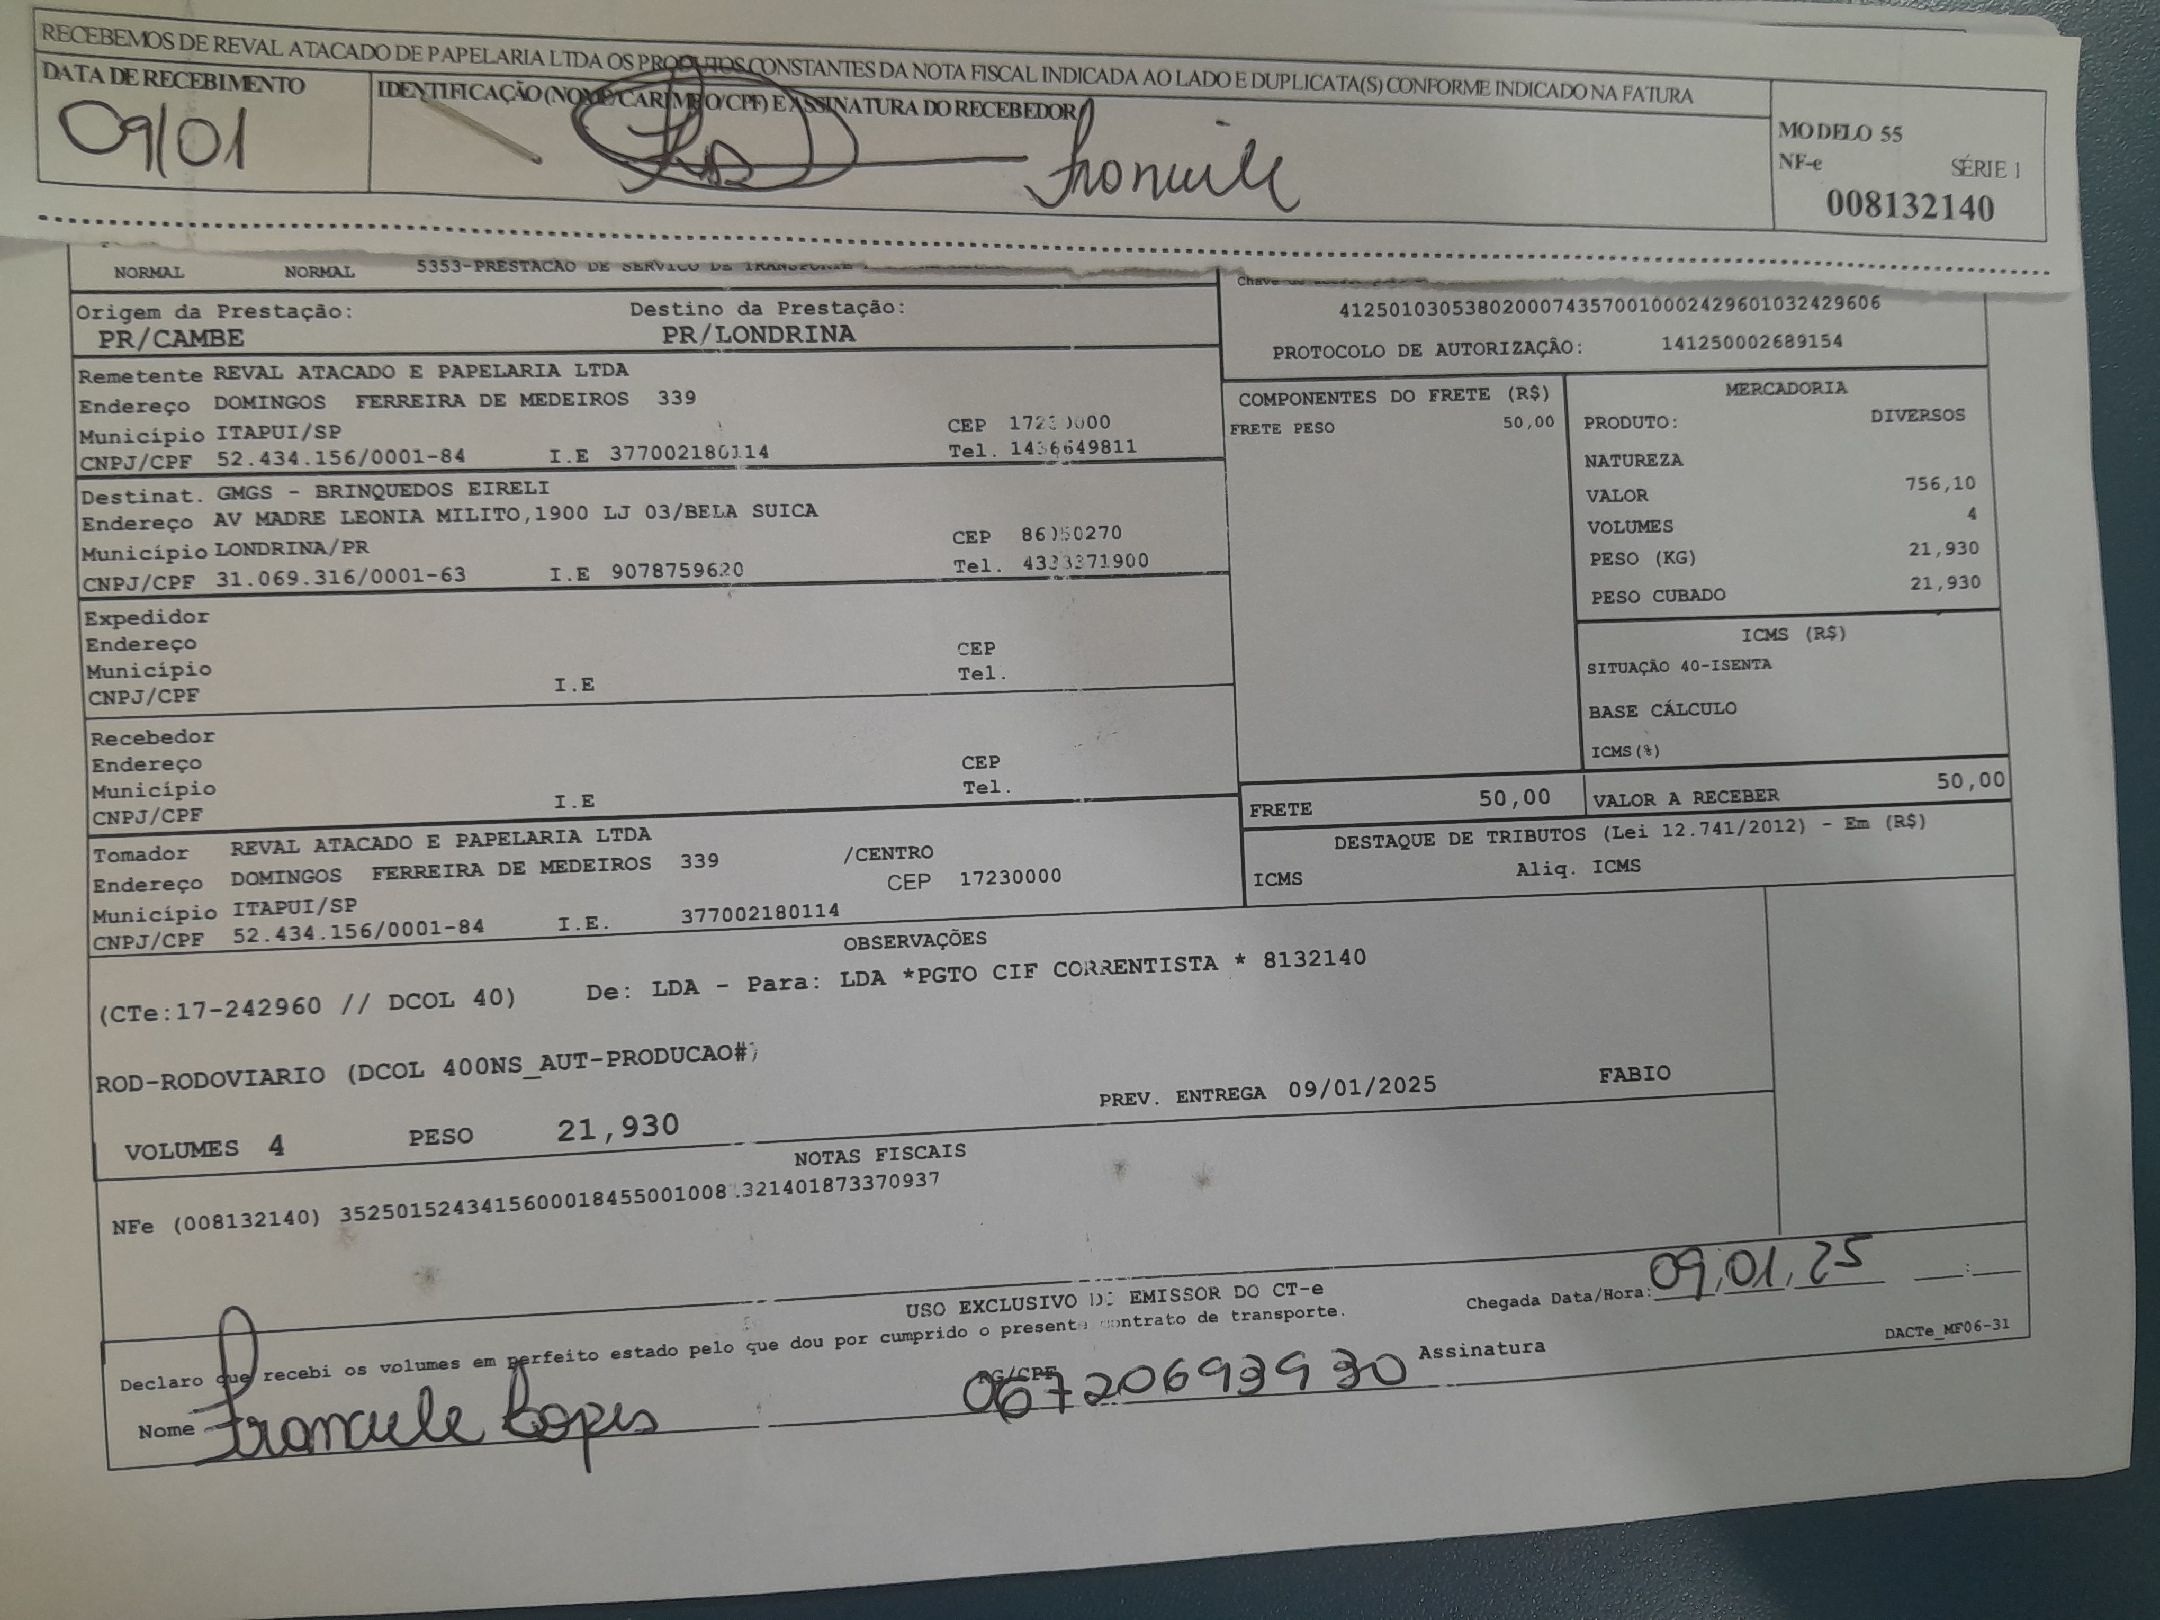 RECEBEMOS DE REVAL ATACADO DE PAPELARIA LTDA OS PRODUTOS CONSTANTES DA NOTA FISCAL INDICADA AO LADO E DUPLICATA(S) CONFORME INDICADO NA FATURA
DATA DE RECEBIMENTO
09/01
IDENTIFICAÇÃO (NOME/CARIMBO/CPF) E ASSINATURA DO RECEBEDOR
MODELO 55
NF-e SÉRIE 1
008132140
NORMAL NORMAL 5353-PRESTACAO DE SERVICO DE TRANSPORTE
Origem da Prestação: Destino da Prestação:
PR/CAMBE PR/LONDRINA
41250103053802000743570010002429601032429606
PROTOCOLO DE AUTORIZAÇÃO: 141250002689154
Remetente REVAL ATACADO E PAPELARIA LTDA
Endereço DOMINGOS FERREIRA DE MEDEIROS 339
Município ITAPUI/SP CEP 17230000
CNPJ/CPF 52.434.156/0001-84 I.E 377002180114 Tel. 1436649811
Destinat. GMGS - BRINQUEDOS EIRELI
Endereço AV MADRE LEONIA MILITO,1900 LJ 03/BELA SUICA
Município LONDRINA/PR CEP 86050270
CNPJ/CPF 31.069.316/0001-63 I.E 9078759620 Tel. 4333371900
Expedidor
Endereço
Município CEP
CNPJ/CPF I.E Tel.
Recebedor
Endereço
Município CEP
CNPJ/CPF I.E Tel.
Tomador REVAL ATACADO E PAPELARIA LTDA
Endereço DOMINGOS FERREIRA DE MEDEIROS 339 /CENTRO
Município ITAPUI/SP CEP 17230000
CNPJ/CPF 52.434.156/0001-84 I.E. 377002180114
COMPONENTES DO FRETE (R$)
FRETE PESO 50,00
MERCADORIA
PRODUTO: DIVERSOS
NATUREZA
VALOR 756,10
VOLUMES 4
PESO (KG) 21,930
PESO CUBADO 21,930
ICMS (R$)
SITUAÇÃO 40-ISENTA
BASE CÁLCULO
ICMS(%)
FRETE 50,00 VALOR A RECEBER 50,00
DESTAQUE DE TRIBUTOS (Lei 12.741/2012) - Em (R$)
ICMS Aliq. ICMS
OBSERVAÇÕES
(CTe:17-242960 // DCOL 40) De: LDA - Para: LDA *PGTO CIF CORRENTISTA * 8132140
ROD-RODOVIARIO (DCOL 400NS_AUT-PRODUCAO#)
PREV. ENTREGA 09/01/2025 FABIO
VOLUMES 4 PESO 21,930
NOTAS FISCAIS
NFe (008132140)
USO EXCLUSIVO DO EMISSOR DO CT-e
Declaro que recebi os volumes em perfeito estado pelo que dou por cumprido o presente contrato de transporte.
Chegada Data/Hora: 09/01/25
Nome Franciele Lopes RG/CPF 06720693930 Assinatura
DACTe_MF06-31